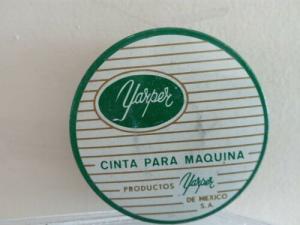 Yarper
CINTA PARA MAQUINA
PRODUCTOS Yarper
DE MEXICO
S.A.